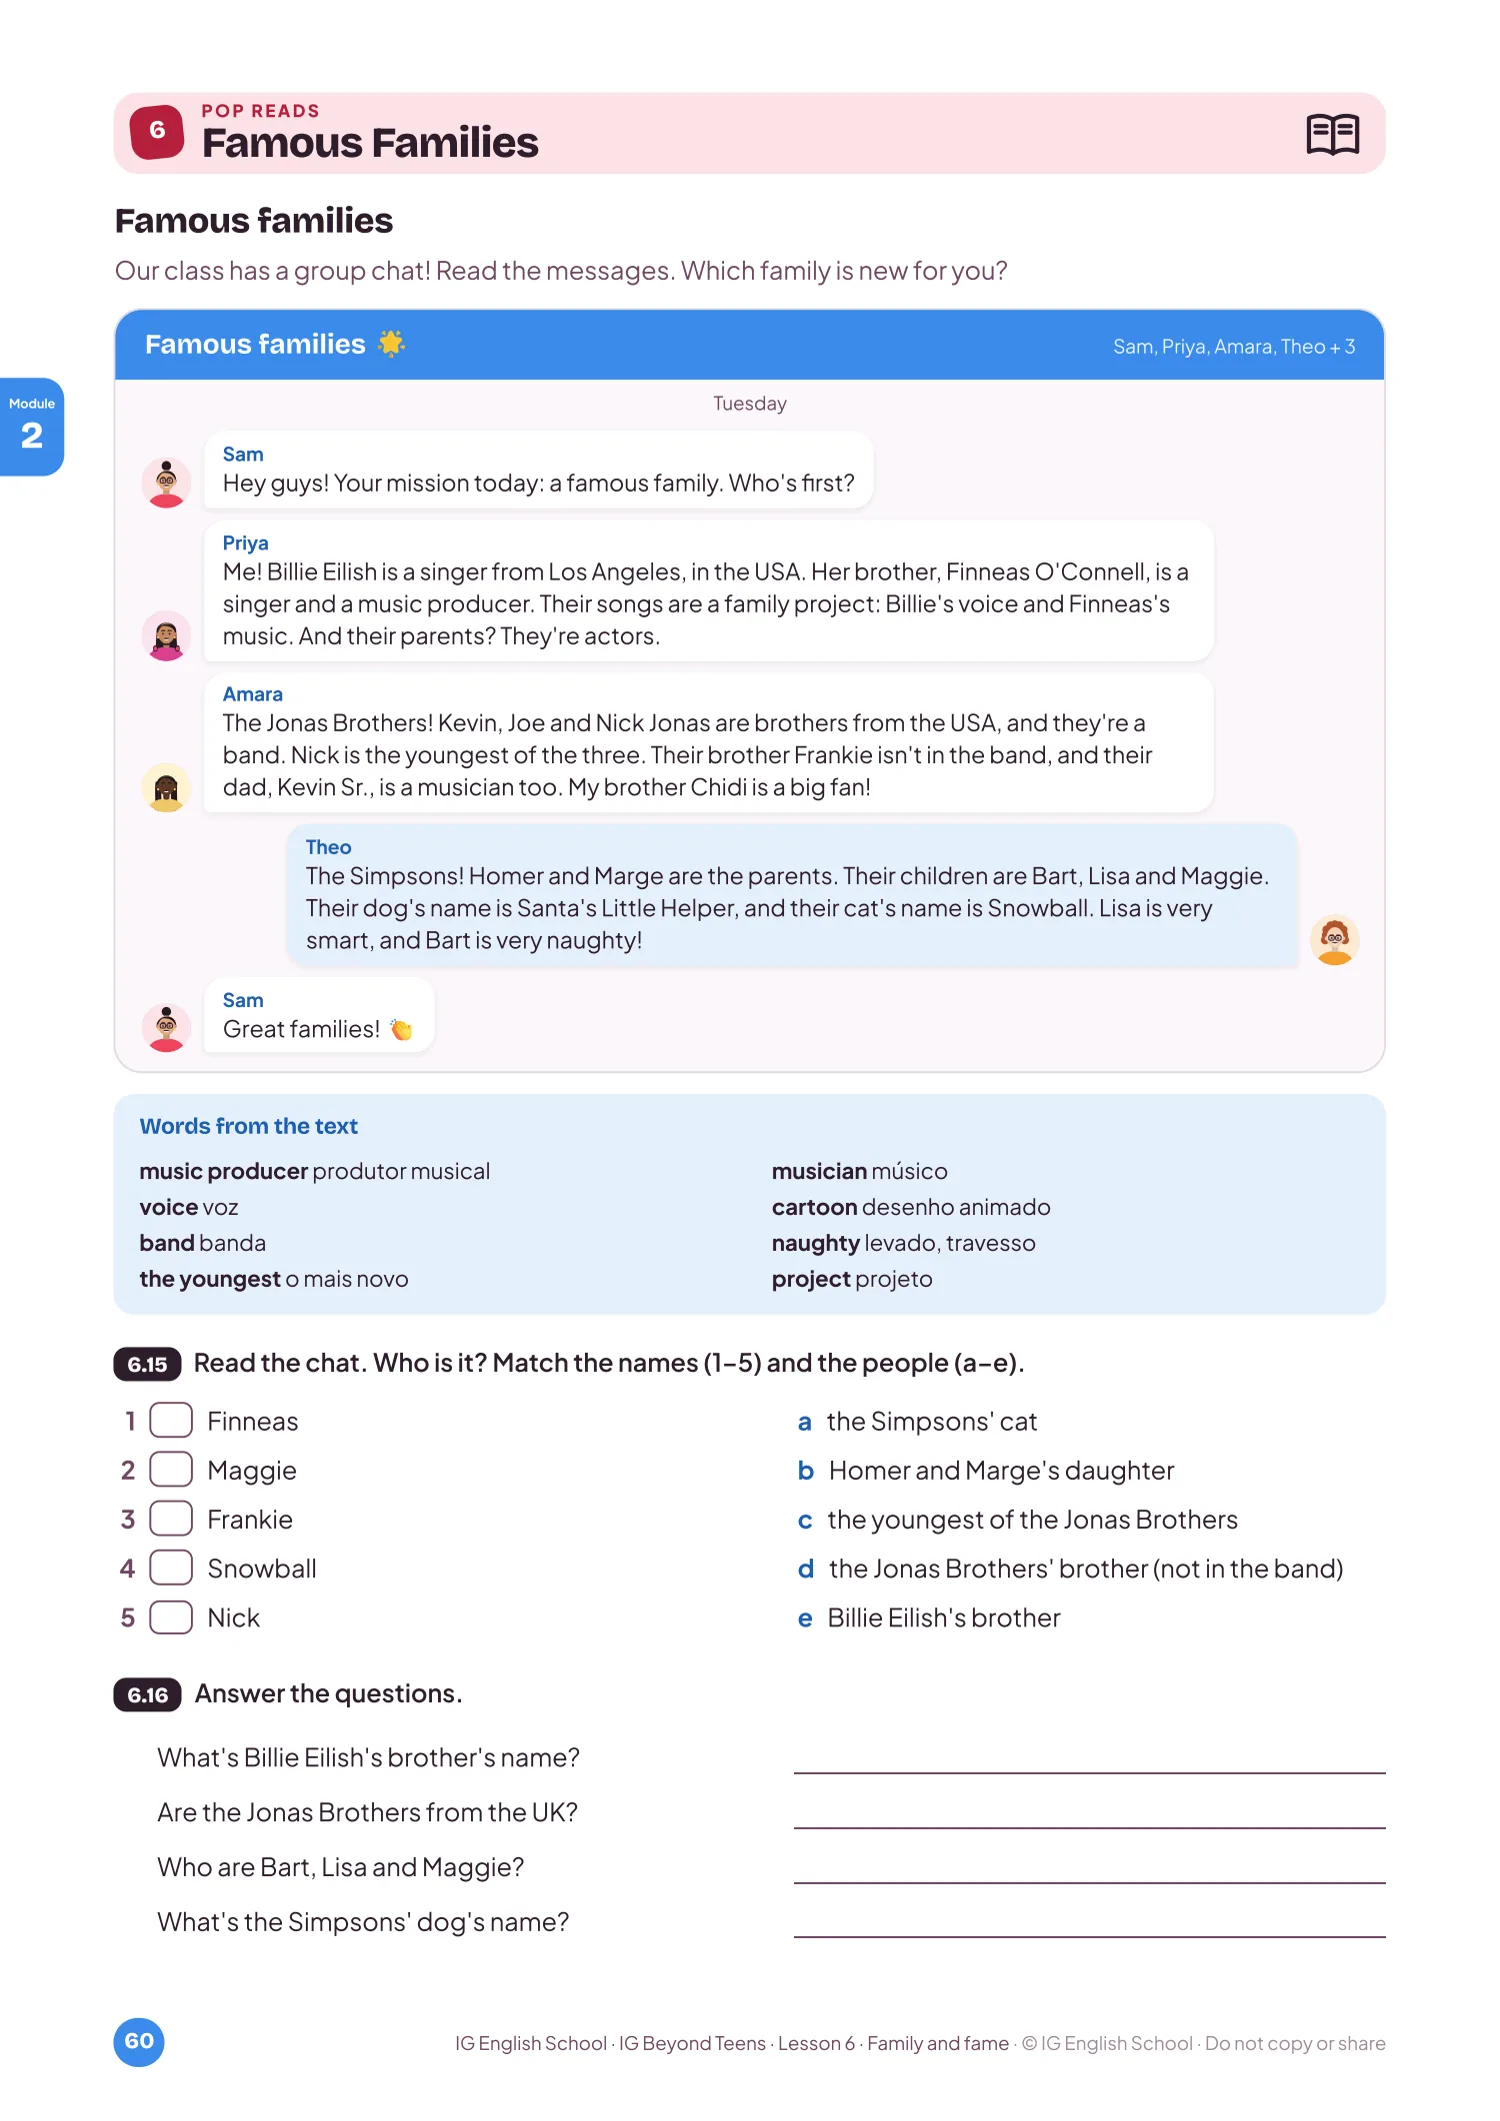 6
POP READS
Famous Families
Famous families
Our class has a group chat! Read the messages. Which family is new for you?
Famous families 🌟
Sam, Priya, Amara, Theo + 3
Module
2
Tuesday
Sam
Hey guys! Your mission today: a famous family. Who's first?
Priya
Me! Billie Eilish is a singer from Los Angeles, in the USA. Her brother, Finneas O'Connell, is a
singer and a music producer. Their songs are a family project: Billie's voice and Finneas's
music. And their parents? They're actors.
Amara
The Jonas Brothers! Kevin, Joe and Nick Jonas are brothers from the USA, and they're a
band. Nick is the youngest of the three. Their brother Frankie isn't in the band, and their
dad, Kevin Sr., is a musician too. My brother Chidi is a big fan!
Theo
The Simpsons! Homer and Marge are the parents. Their children are Bart, Lisa and Maggie.
Their dog's name is Santa's Little Helper, and their cat's name is Snowball. Lisa is very
smart, and Bart is very naughty!
Sam
Great families! 👏
Words from the text
music producer produtor musical
voice voz
band banda
the youngest o mais novo
musician músico
cartoon desenho animado
naughty levado, travesso
project projeto
6.15 Read the chat. Who is it? Match the names (1–5) and the people (a–e).
1 Finneas
2 Maggie
3 Frankie
4 Snowball
5 Nick
a the Simpsons' cat
b Homer and Marge's daughter
c the youngest of the Jonas Brothers
d the Jonas Brothers' brother (not in the band)
e Billie Eilish's brother
6.16 Answer the questions.
What's Billie Eilish's brother's name?
Are the Jonas Brothers from the UK?
Who are Bart, Lisa and Maggie?
What's the Simpsons' dog's name?
60
IG English School · IG Beyond Teens · Lesson 6 · Family and fame · © IG English School · Do not copy or share